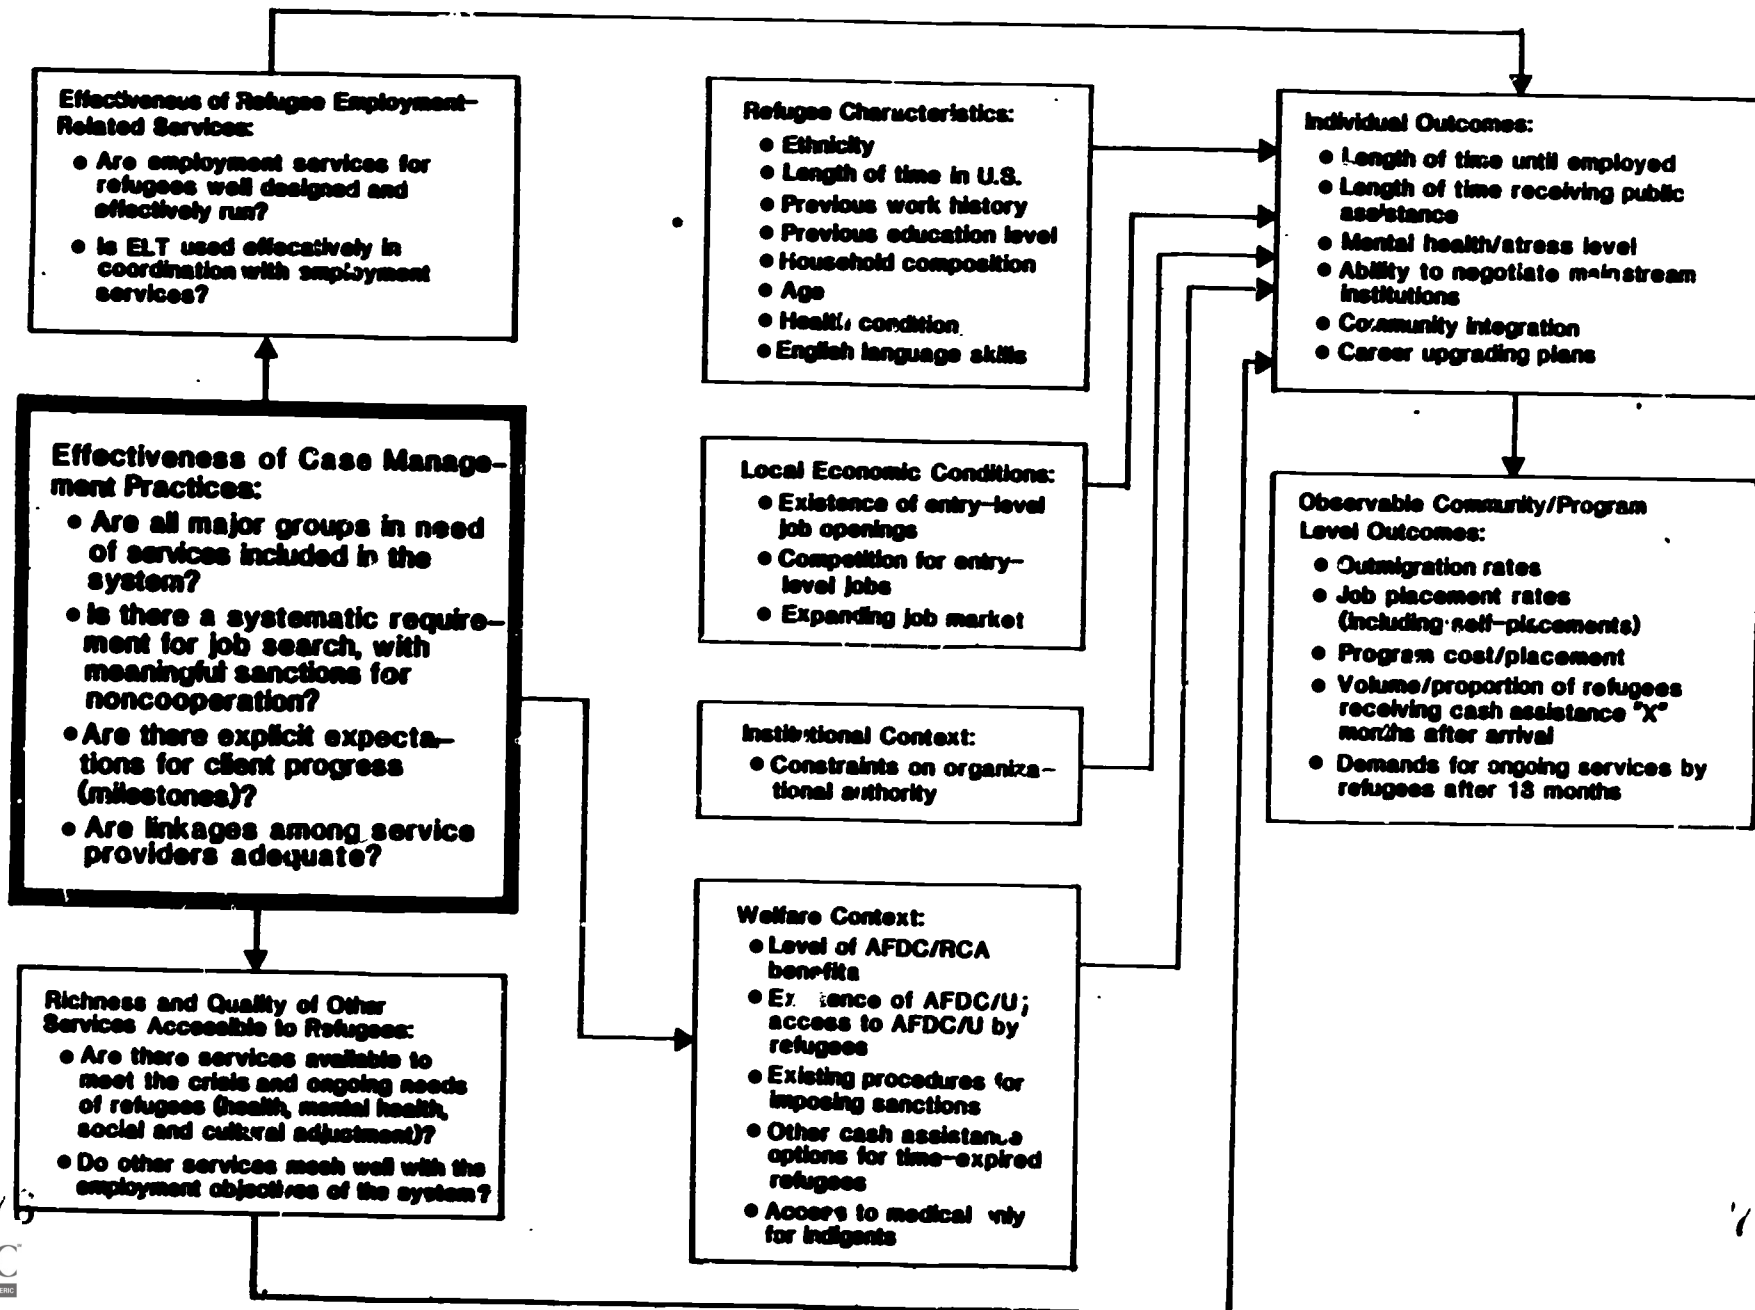 Effectiveness of Refugee Employment-
Related Services:
● Are employment services for
refugees well designed and
effectively run?
● Is ELT used effecatively in
coordination with employment
services?
Effectiveness of Case Manage-
ment Practices:
● Are all major groups in need
of services included in the
system?
● Is there a systematic require-
ment for job search, with
meaningful sanctions for
noncooperation?
● Are there explicit expecta-
tions for client progress
(milestones)?
● Are linkages among service
providers adequate?
Richness and Quality of Other
Services Accessible to Refugees:
● Are there services available to
meet the crisis and ongoing needs
of refugees (health, mental health,
social and cultural adjustment)?
● Do other services mesh well with the
employment objectives of the system?
Refugee Characteristics:
● Ethnicity
● Length of time in U.S.
● Previous work history
● Previous education level
● Household composition
● Age
● Health condition
● English language skills
Local Economic Conditions:
● Existence of entry-level
job openings
● Competition for entry-
level jobs
● Expanding job market
Institutional Context:
● Constraints on organiza-
tional authority
Welfare Context:
● Level of AFDC/RCA
benefits
● Existence of AFDC/U;
access to AFDC/U by
refugees
● Existing procedures for
imposing sanctions
● Other cash assistance
options for time-expired
refugees
● Access to medical only
for indigents
Individual Outcomes:
● Length of time until employed
● Length of time receiving public
assistance
● Mental health/stress level
● Ability to negotiate mainstream
institutions
● Community integration
● Career upgrading plans
Observable Community/Program
Level Outcomes:
● Outmigration rates
● Job placement rates
(including self-placements)
● Program cost/placement
● Volume/proportion of refugees
receiving cash assistance "X"
months after arrival
● Demands for ongoing services by
refugees after 18 months
ERIC